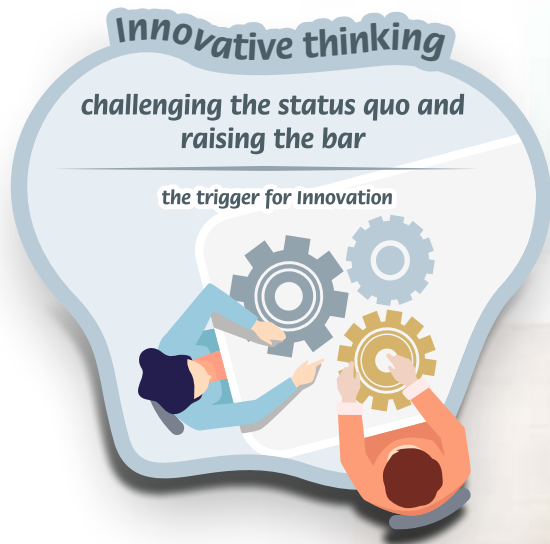 Innovative thinking
challenging the status quo and
raising the bar
the trigger for Innovation